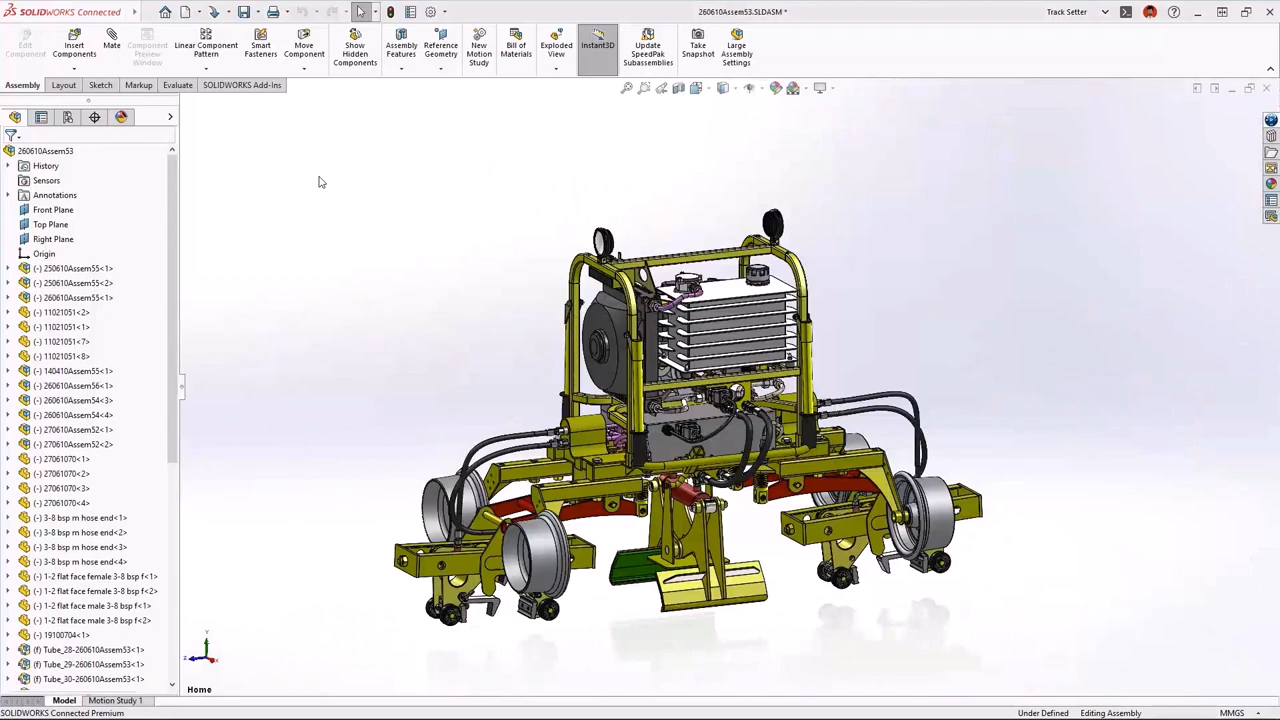 SOLIDWORKS Connected
260610Assem53.SLDASM *
Track Setter
Edit Component
Insert Components
Mate
Component Preview Window
Linear Component Pattern
Smart Fasteners
Move Component
Show Hidden Components
Assembly Features
Reference Geometry
New Motion Study
Bill of Materials
Exploded View
Instant3D
Update SpeedPak Subassemblies
Take Snapshot
Large Assembly Settings
Assembly Layout Sketch Markup Evaluate SOLIDWORKS Add-Ins
260610Assem53
History
Sensors
Annotations
Front Plane
Top Plane
Right Plane
Origin
(-) 250610Assem55<1>
(-) 250610Assem55<2>
(-) 260610Assem55<1>
(-) 11021051<2>
(-) 11021051<1>
(-) 11021051<7>
(-) 11021051<8>
(-) 140410Assem55<1>
(-) 260610Assem56<1>
(-) 260610Assem54<3>
(-) 260610Assem54<4>
(-) 270610Assem52<1>
(-) 270610Assem52<2>
(-) 27061070<1>
(-) 27061070<2>
(-) 27061070<3>
(-) 27061070<4>
(-) 3-8 bsp m hose end<1>
(-) 3-8 bsp m hose end<2>
(-) 3-8 bsp m hose end<3>
(-) 3-8 bsp m hose end<4>
(-) 1-2 flat face female 3-8 bsp f<1>
(-) 1-2 flat face female 3-8 bsp f<2>
(-) 1-2 flat face male 3-8 bsp f<1>
(-) 1-2 flat face male 3-8 bsp f<2>
(-) 19100704<1>
(f) Tube_28-260610Assem53<1>
(f) Tube_29-260610Assem53<1>
(f) Tube_30-260610Assem53<1>
Y
Z
X
Home
Model Motion Study 1
SOLIDWORKS Connected Premium
Under Defined
Editing Assembly
MMGS